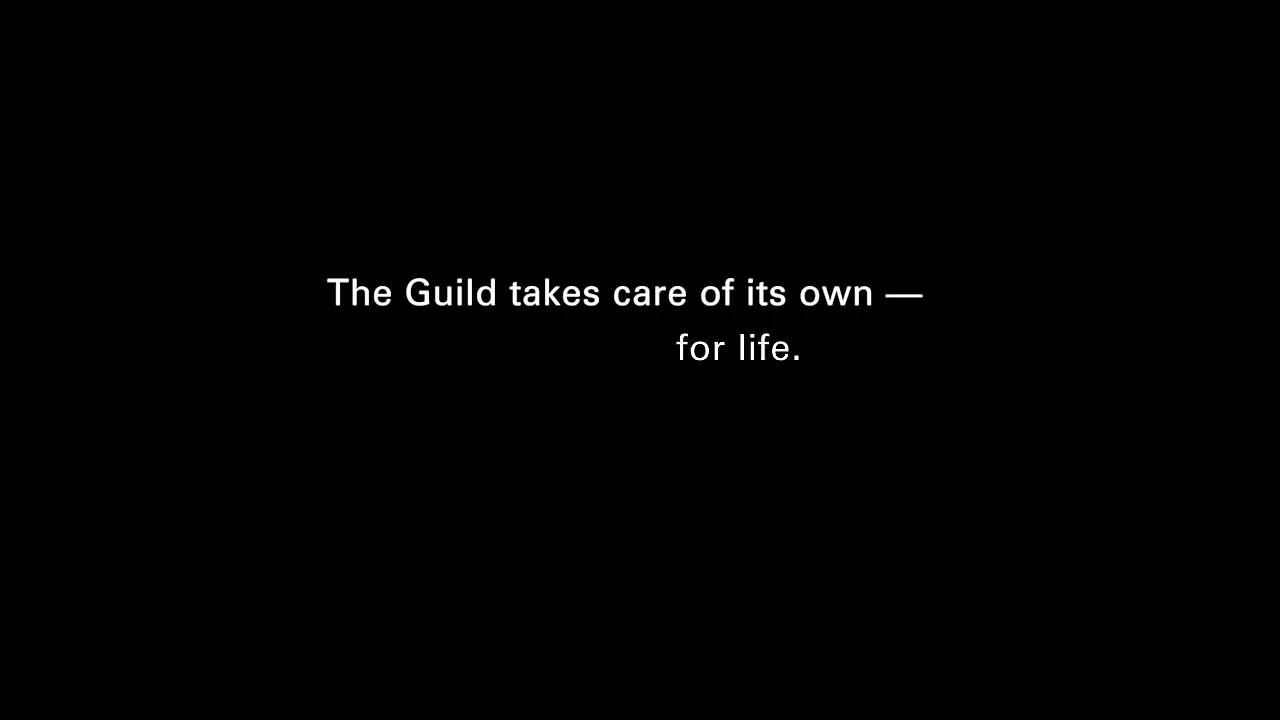 The Guild takes care of its own —
for life.